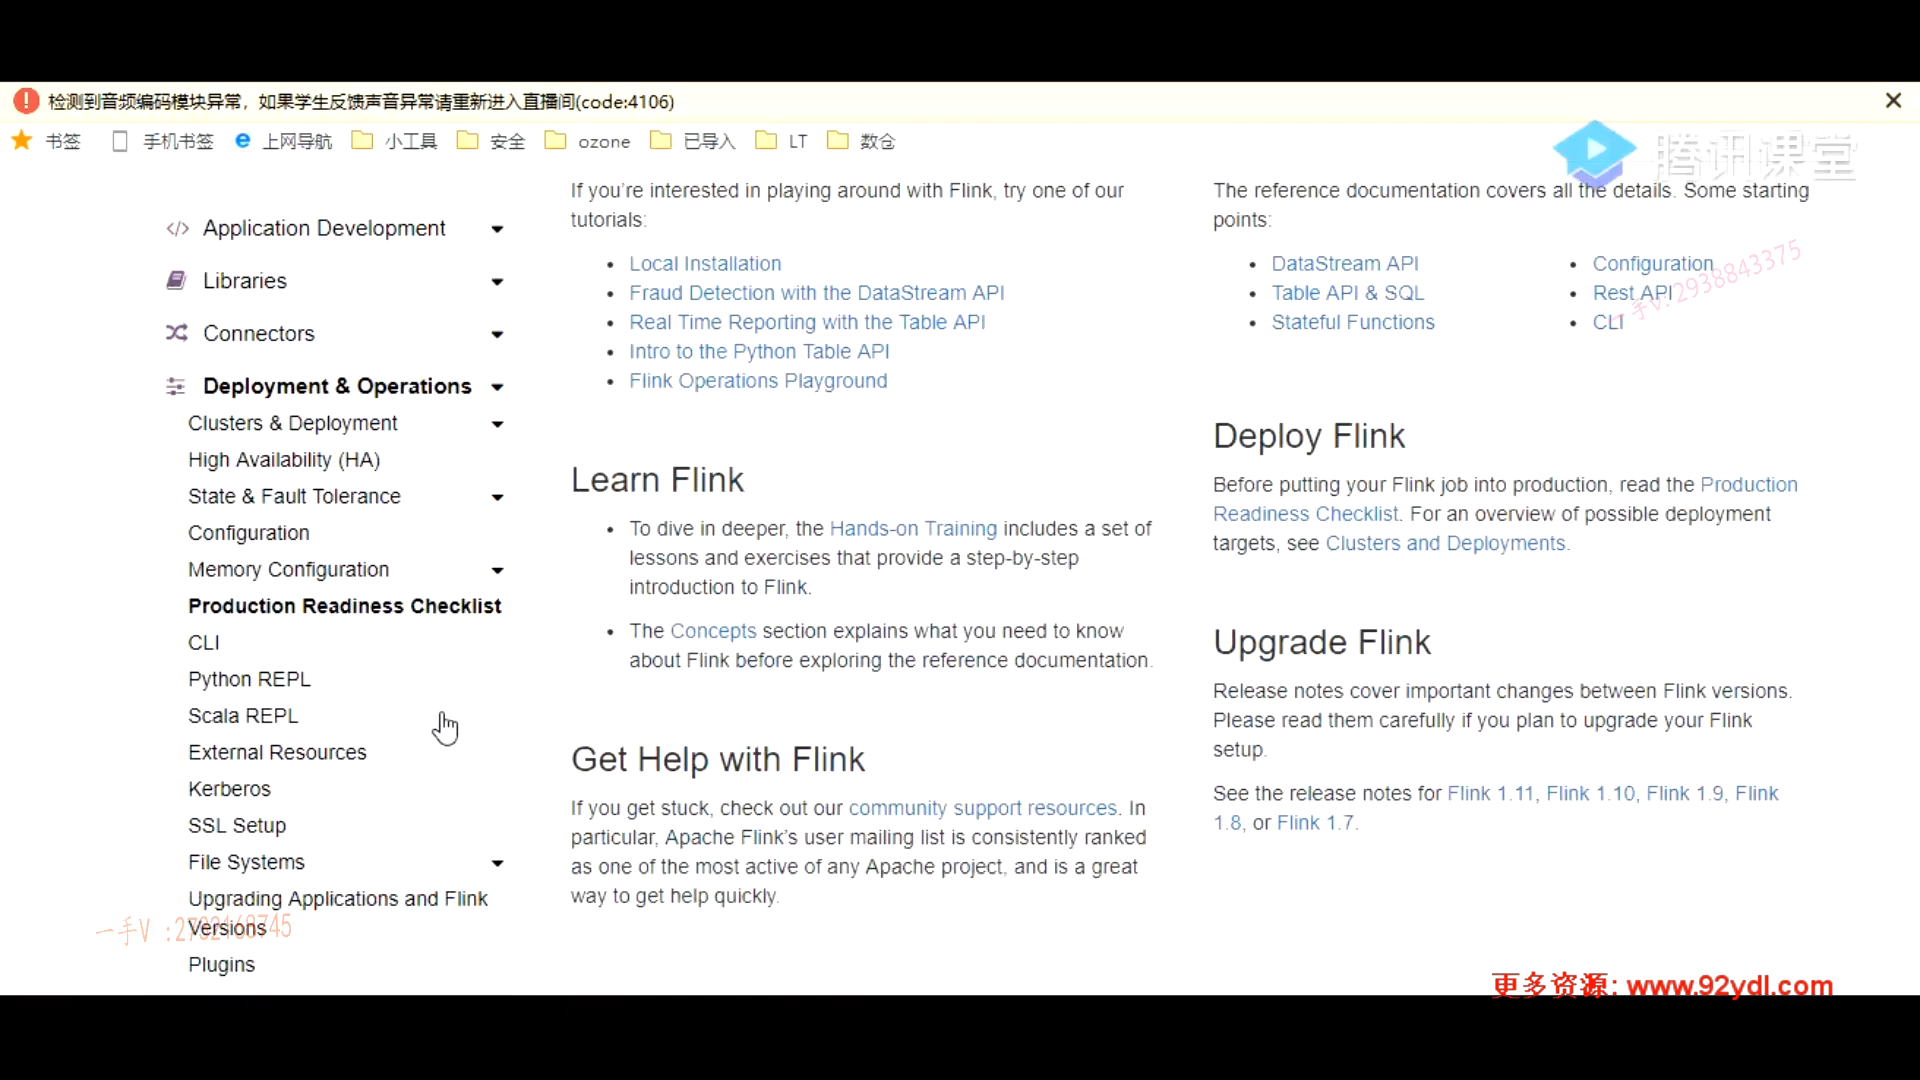 检测到音频编码模块异常，如果学生反馈声音异常请重新进入直播间(code:4106)
书签 手机书签 上网导航 小工具 安全 ozone 已导入 LT 数仓
腾讯课堂
Application Development
Libraries
Connectors
Deployment & Operations
Clusters & Deployment
High Availability (HA)
State & Fault Tolerance
Configuration
Memory Configuration
Production Readiness Checklist
CLI
Python REPL
Scala REPL
External Resources
Kerberos
SSL Setup
File Systems
Upgrading Applications and Flink
Versions
Plugins
If you're interested in playing around with Flink, try one of our
tutorials:
Local Installation
Fraud Detection with the DataStream API
Real Time Reporting with the Table API
Intro to the Python Table API
Flink Operations Playground
Learn Flink
To dive in deeper, the Hands-on Training includes a set of
lessons and exercises that provide a step-by-step
introduction to Flink.
The Concepts section explains what you need to know
about Flink before exploring the reference documentation.
Get Help with Flink
If you get stuck, check out our community support resources. In
particular, Apache Flink's user mailing list is consistently ranked
as one of the most active of any Apache project, and is a great
way to get help quickly.
The reference documentation covers all the details. Some starting
points:
DataStream API
Table API & SQL
Stateful Functions
Configuration
Rest API
CLI
Deploy Flink
Before putting your Flink job into production, read the Production
Readiness Checklist. For an overview of possible deployment
targets, see Clusters and Deployments.
Upgrade Flink
Release notes cover important changes between Flink versions.
Please read them carefully if you plan to upgrade your Flink
setup.
See the release notes for Flink 1.11, Flink 1.10, Flink 1.9, Flink
1.8, or Flink 1.7.
一手V:2938843375
一手V :
更多资源: www.92ydl.com